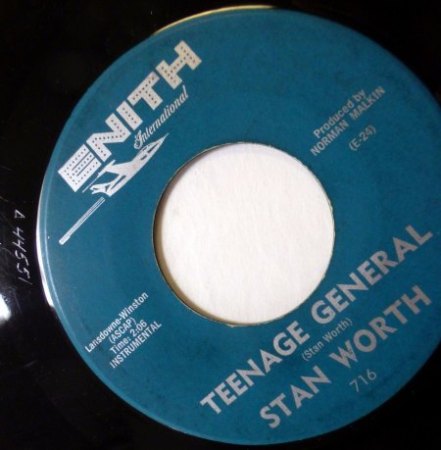 ENITH
International
Produced by
NORMAN MALKIN
(E-24)
Lansdowne-Winston
(ASCAP)
Time: 2:06
INSTRUMENTAL
TEENAGE GENERAL
(Stan Worth)
STAN WORTH
716